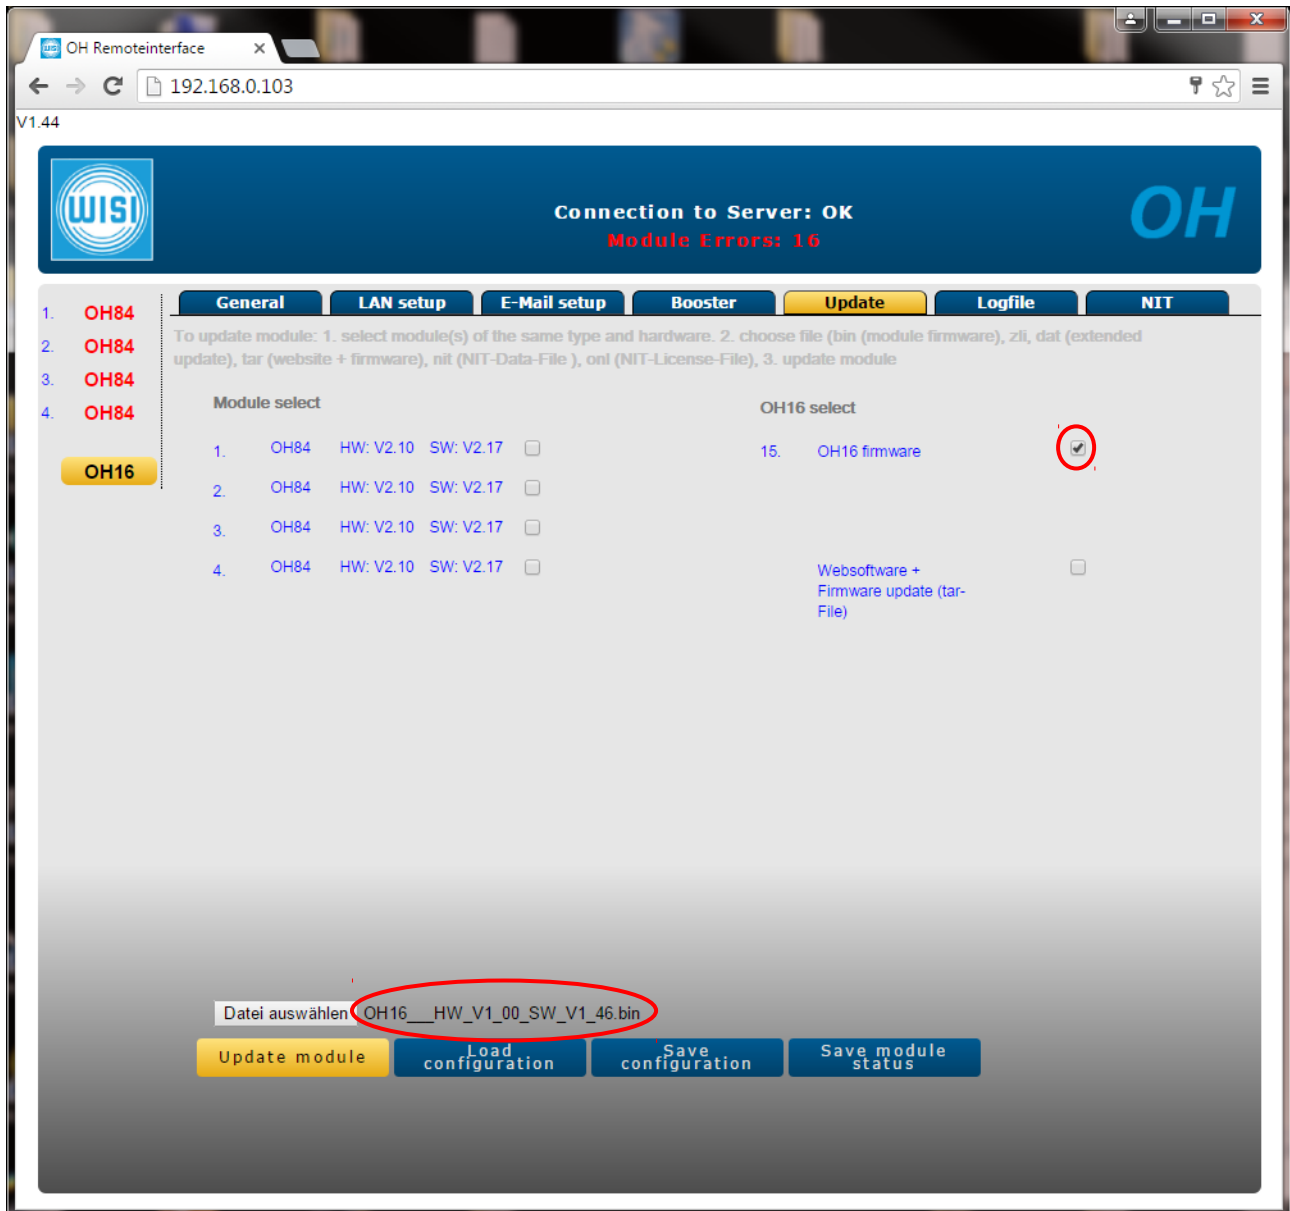 OH Remoteinterface
192.168.0.103
V1.44
WISI
Connection to Server: OK
Module Errors: 16
OH
1. OH84
2. OH84
3. OH84
4. OH84
OH16
General LAN setup E-Mail setup Booster Update Logfile NIT
To update module: 1. select module(s) of the same type and hardware. 2. choose file (bin (module firmware), zli, dat (extended
update), tar (website + firmware), nit (NIT-Data-File ), onl (NIT-License-File), 3. update module
Module select
1. OH84 HW: V2.10 SW: V2.17
2. OH84 HW: V2.10 SW: V2.17
3. OH84 HW: V2.10 SW: V2.17
4. OH84 HW: V2.10 SW: V2.17
OH16 select
15. OH16 firmware
Websoftware +
Firmware update (tar-
File)
Datei auswählen OH16___HW_V1_00_SW_V1_46.bin
Update module
Load
configuration
Save
configuration
Save module
status